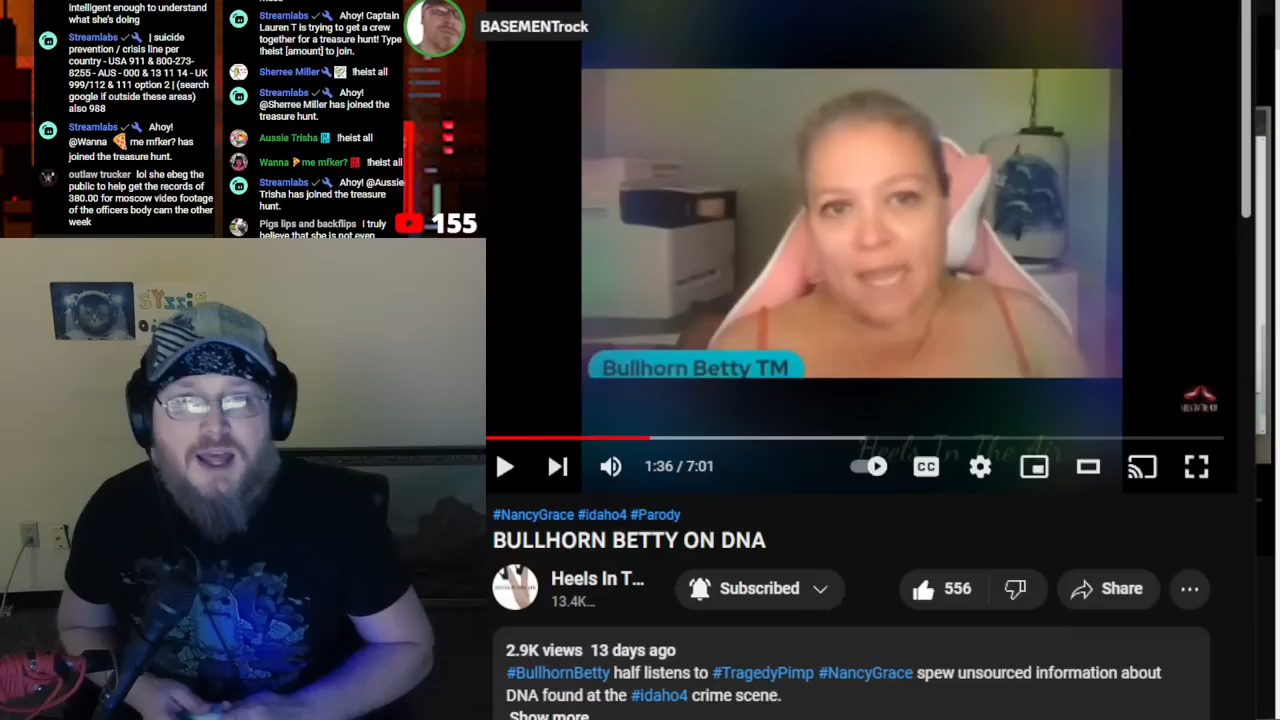 intelligent enough to understand
what she's doing
Streamlabs | suicide
prevention / crisis line per
country - USA 911 & 800-273-
8255 - AUS - 000 & 13 11 14 - UK
999/112 & 111 option 2 | (search
google if outside these areas)
also 988
Streamlabs Ahoy!
@Wanna 🍕 me mfker? has
joined the treasure hunt.
outlaw trucker lol she ebeg the
public to help get the records of
380.00 for moscow video footage
of the officers body cam the other
week
Streamlabs Ahoy! Captain
Lauren T is trying to get a crew
together for a treasure hunt! Type
!heist [amount] to join.
Sherree Miller !heist all
Streamlabs Ahoy!
@Sherree Miller has joined the
treasure hunt.
Aussie Trisha !heist all
Wanna 🍕 me mfker? !heist all
Streamlabs Ahoy! @Aussie
Trisha has joined the treasure
hunt.
Pigs lips and backflips I truly
believe that she is not even
155
BASEMENTrock
Bullhorn Betty TM
Heels In The Air
1:36 / 7:01
CC
#NancyGrace #idaho4 #Parody
BULLHORN BETTY ON DNA
Heels In T...
13.4K...
Subscribed
556
Share
2.9K views 13 days ago
#BullhornBetty half listens to #TragedyPimp #NancyGrace spew unsourced information about
DNA found at the #idaho4 crime scene.
Show more